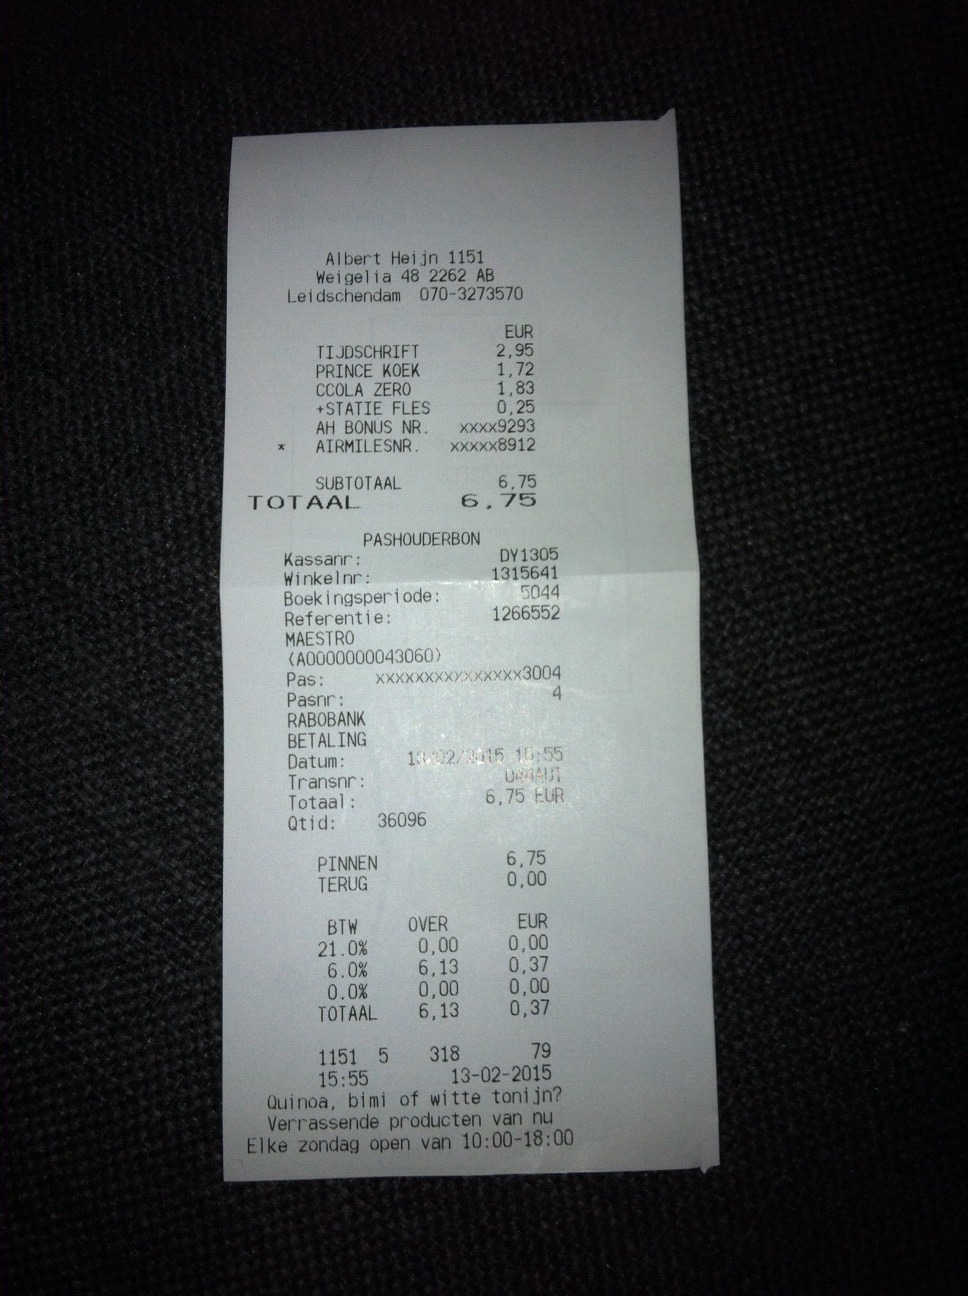 Albert Heijn 1151
Weigelia 48 2262 AB
Leidschendam 070-3273570
EUR
TIJDSCHRIFT 2,95
PRINCE KOEK 1,72
CCOLA ZERO 1,83
+STATIE FLES 0,25
AH BONUS NR. xxxx9293
* AIRMILESNR. xxxxx8912
SUBTOTAAL 6,75
TOTAAL 6,75
PASHOUDERBON
Kassanr: DY1305
Winkelnr: 1315641
Boekingsperiode: 5044
Referentie: 1266552
MAESTRO
(A0000000043060)
Pas: xxxxxxxxxxxxxxx3004
Pasnr: 4
RABOBANK
BETALING
Datum: 13/02/2015 15:55
Transnr:
Totaal: 6,75 EUR
Qtid: 36096
PINNEN 6,75
TERUG 0,00
BTW OVER EUR
21.0% 0,00 0,00
6.0% 6,13 0,37
0.0% 0,00 0,00
TOTAAL 6,13 0,37
1151 5 318 79
15:55 13-02-2015
Quinoa, bimi of witte tonijn?
Verrassende producten van nu
Elke zondag open van 10:00-18:00